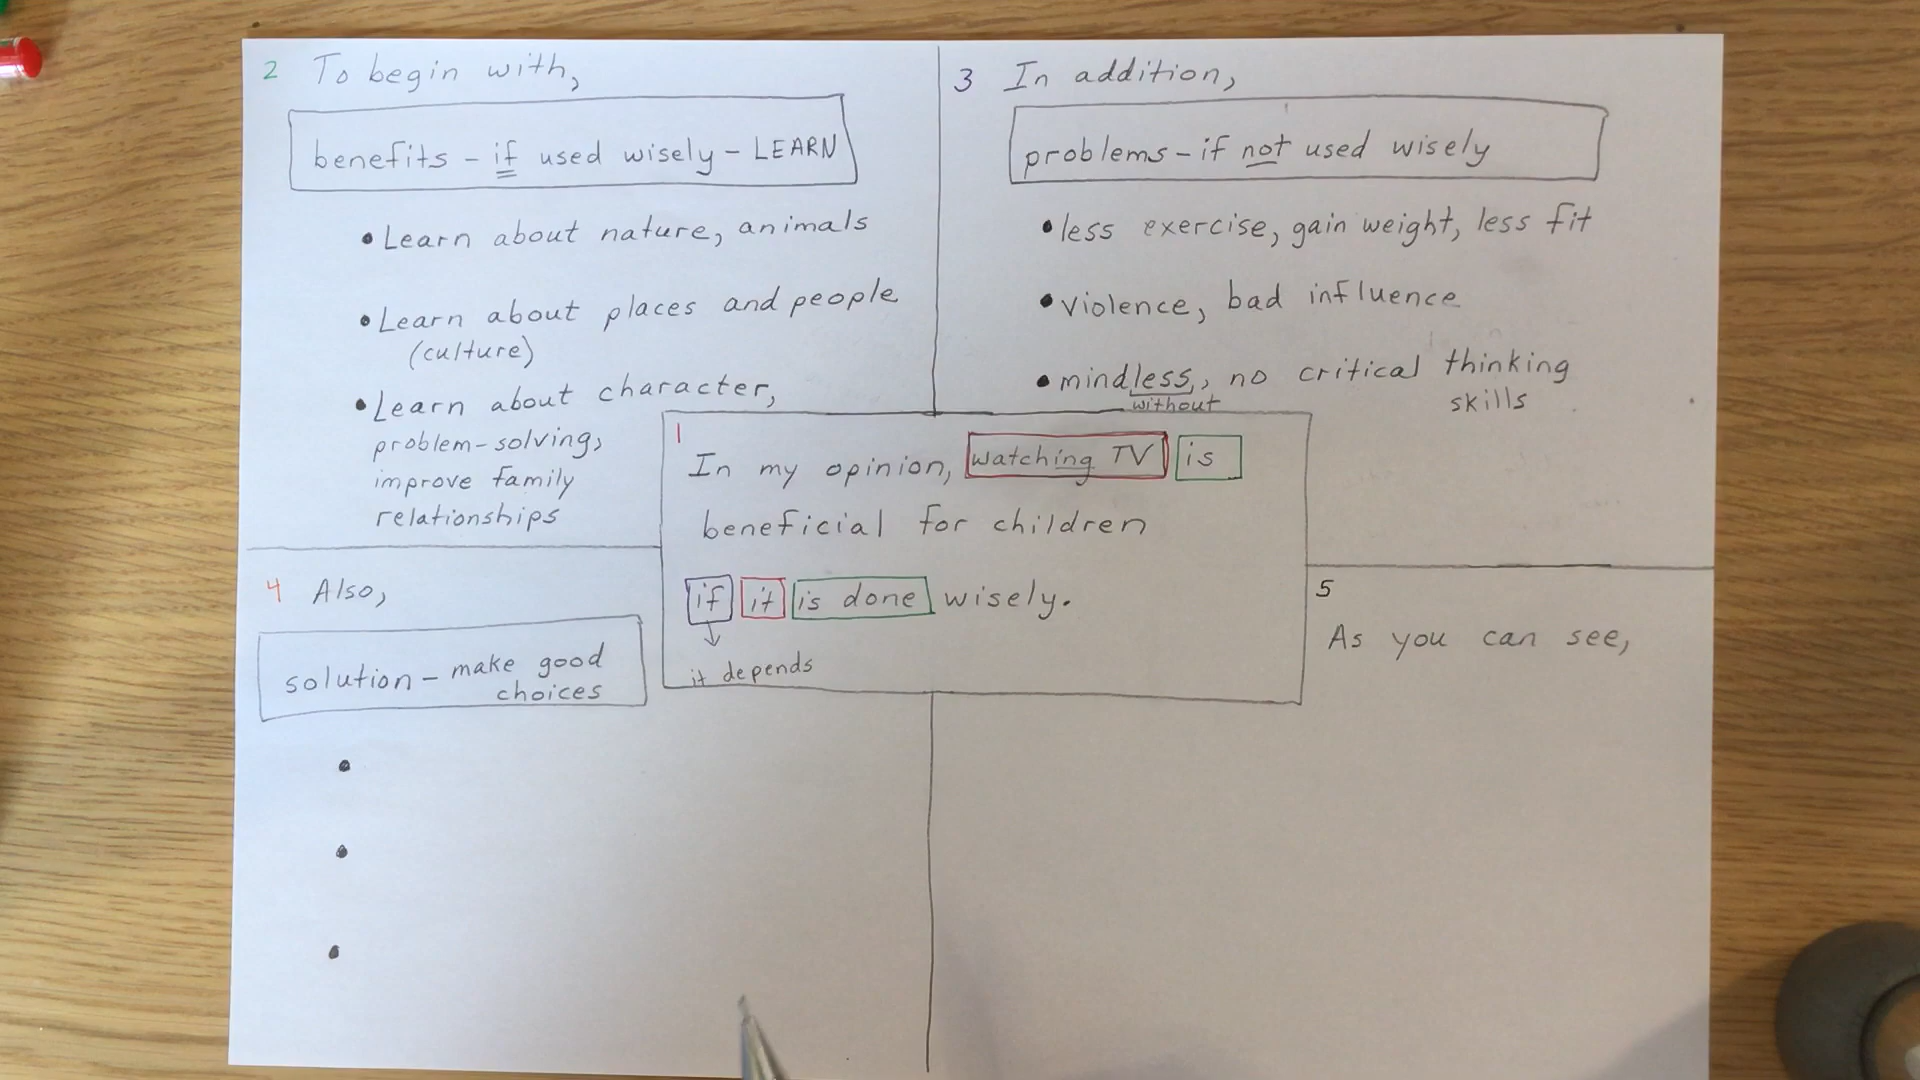 2 To begin with,
benefits - if used wisely - LEARN
• Learn about nature, animals
• Learn about places and people
(culture)
• Learn about character,
problem-solving,
improve family
relationships
3 In addition,
problems - if not used wisely
• less exercise, gain weight, less fit
• violence, bad influence
• mindless, no critical thinking
without
skills
1
In my opinion, watching TV is
beneficial for children
if it is done wisely.
it depends
4 Also,
solution - make good
choices
•
•
•
5
As you can see,